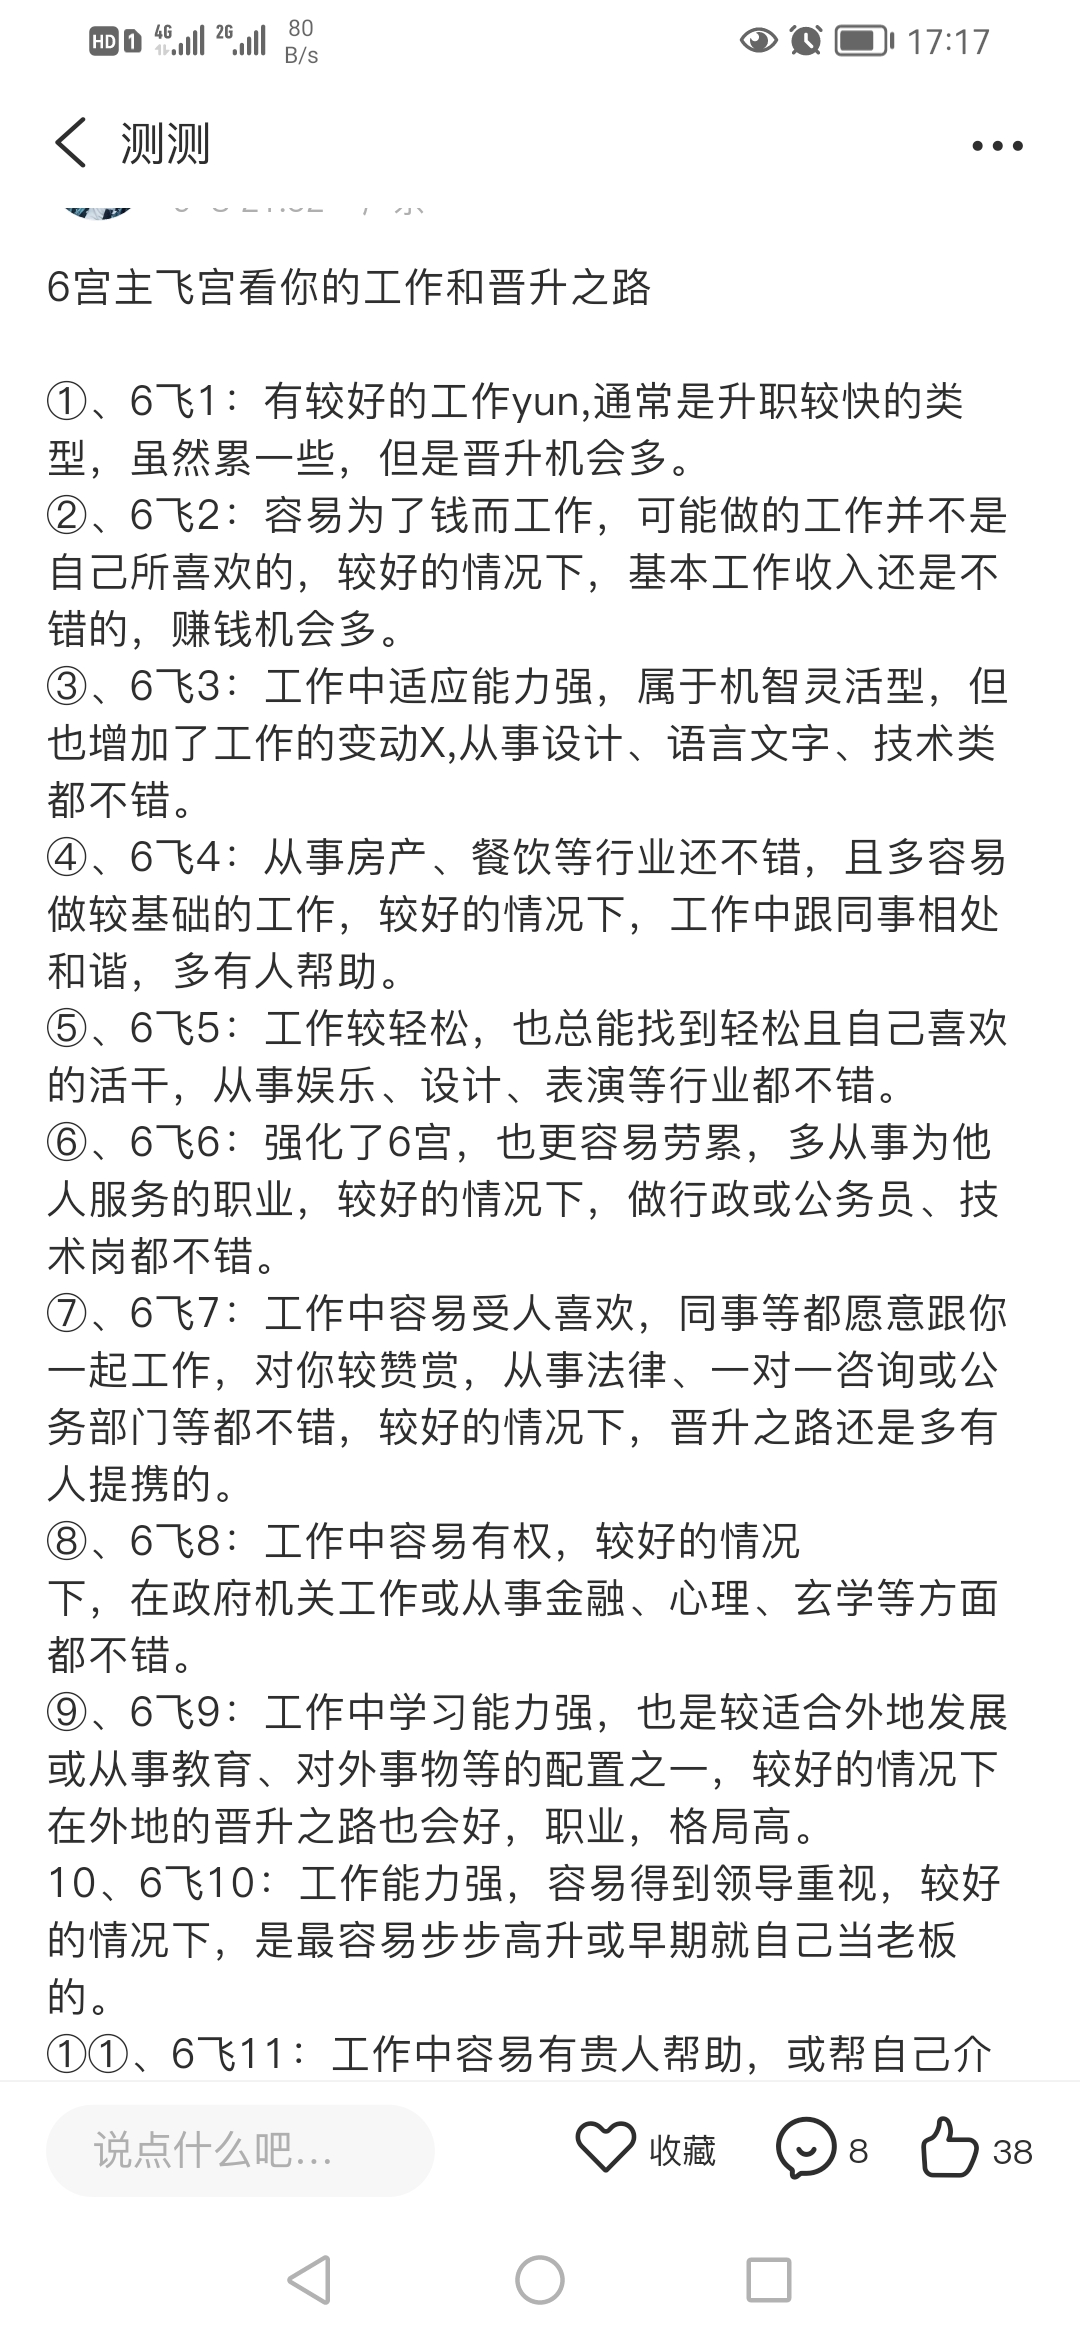 HD 1 4G 2G 80 B/s 17:17
测测
6宫主飞宫看你的工作和晋升之路
①、6飞1：有较好的工作yun,通常是升职较快的类
型，虽然累一些，但是晋升机会多。
②、6飞2：容易为了钱而工作，可能做的工作并不是
自己所喜欢的，较好的情况下，基本工作收入还是不
错的，赚钱机会多。
③、6飞3：工作中适应能力强，属于机智灵活型，但
也增加了工作的变动X,从事设计、语言文字、技术类
都不错。
④、6飞4：从事房产、餐饮等行业还不错，且多容易
做较基础的工作，较好的情况下，工作中跟同事相处
和谐，多有人帮助。
⑤、6飞5：工作较轻松，也总能找到轻松且自己喜欢
的活干，从事娱乐、设计、表演等行业都不错。
⑥、6飞6：强化了6宫，也更容易劳累，多从事为他
人服务的职业，较好的情况下，做行政或公务员、技
术岗都不错。
⑦、6飞7：工作中容易受人喜欢，同事等都愿意跟你
一起工作，对你较赞赏，从事法律、一对一咨询或公
务部门等都不错，较好的情况下，晋升之路还是多有
人提携的。
⑧、6飞8：工作中容易有权，较好的情况
下，在政府机关工作或从事金融、心理、玄学等方面
都不错。
⑨、6飞9：工作中学习能力强，也是较适合外地发展
或从事教育、对外事物等的配置之一，较好的情况下
在外地的晋升之路也会好，职业，格局高。
10、6飞10：工作能力强，容易得到领导重视，较好
的情况下，是最容易步步高升或早期就自己当老板
的。
①①、6飞11：工作中容易有贵人帮助，或帮自己介
说点什么吧... 收藏 8 38